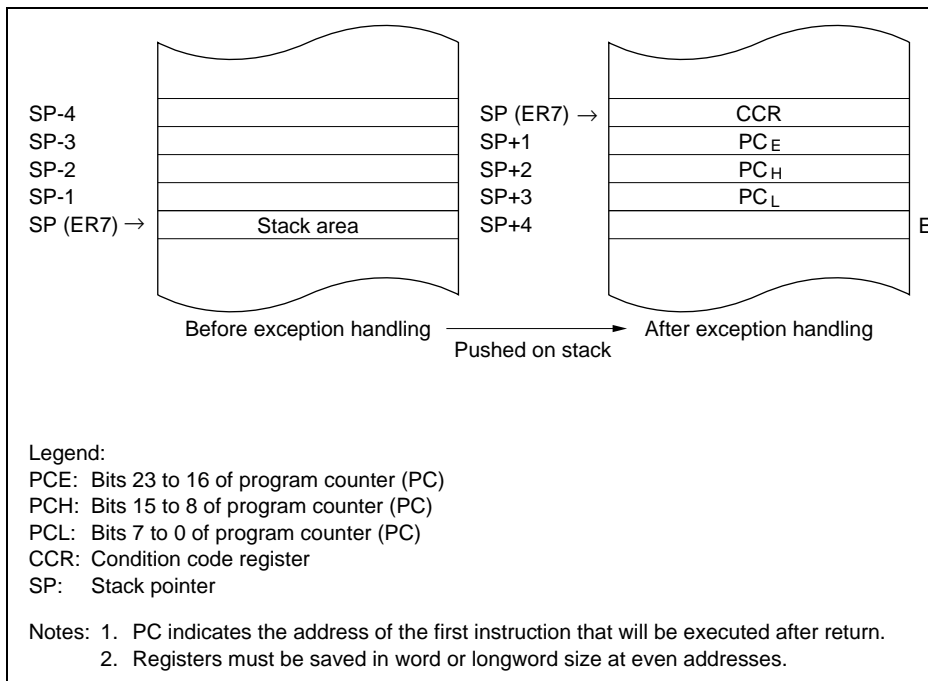 SP-4
SP-3
SP-2
SP-1
SP (ER7) →
Stack area
SP (ER7) →
SP+1
SP+2
SP+3
SP+4
CCR
PCE
PCH
PCL
E
Before exception handling
Pushed on stack
After exception handling
Legend:
PCE: Bits 23 to 16 of program counter (PC)
PCH: Bits 15 to 8 of program counter (PC)
PCL: Bits 7 to 0 of program counter (PC)
CCR: Condition code register
SP: Stack pointer
Notes: 1. PC indicates the address of the first instruction that will be executed after return.
2. Registers must be saved in word or longword size at even addresses.